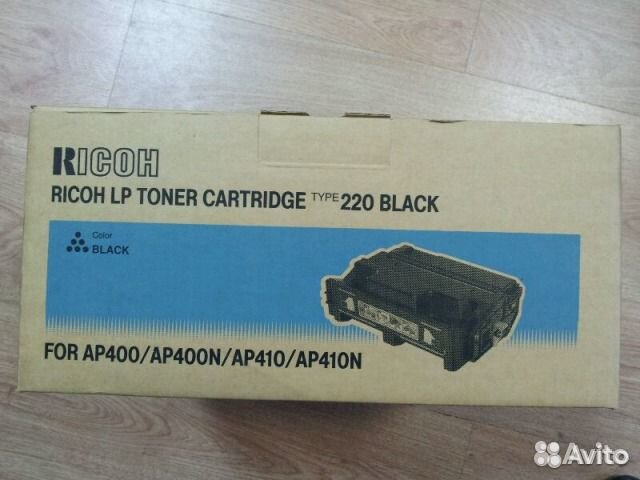 RICOH
RICOH LP TONER CARTRIDGE TYPE 220 BLACK
Color
BLACK
FOR AP400/AP400N/AP410/AP410N
Avito